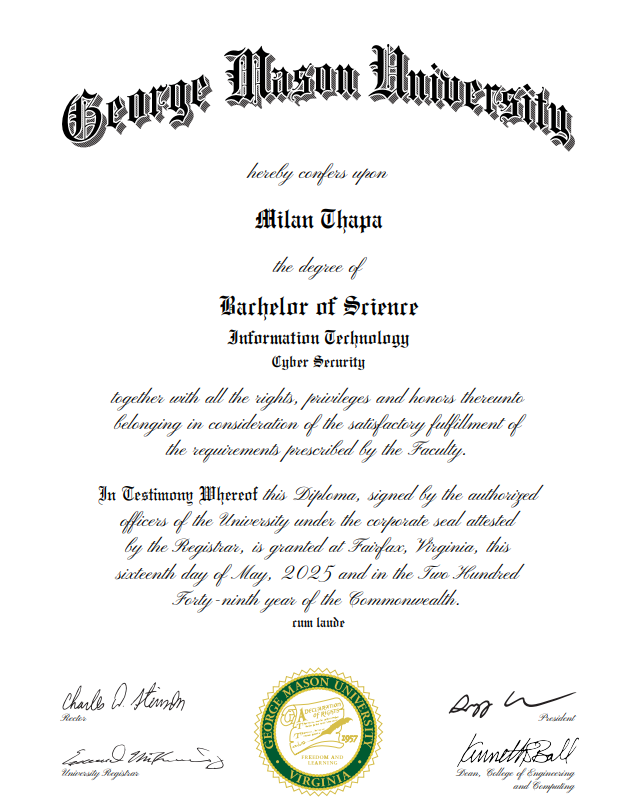 George Mason University
hereby confers upon
Milan Thapa
the degree of
Bachelor of Science
Information Technology
Cyber Security
together with all the rights, privileges and honors thereunto
belonging in consideration of the satisfactory fulfillment of
the requirements prescribed by the Faculty.
In Testimony Whereof this Diploma, signed by the authorized
officers of the University under the corporate seal attested
by the Registrar, is granted at Fairfax, Virginia, this
sixteenth day of May, 2025 and in the Two Hundred
Forty-ninth year of the Commonwealth.
cum laude
Charles D. Stimson
Rector
President
University Registrar
Kenneth S. Ball
Dean, College of Engineering
and Computing
GEORGE MASON UNIVERSITY
A DECLARATION
of RIGHTS
1957
FREEDOM AND
LEARNING
VIRGINIA